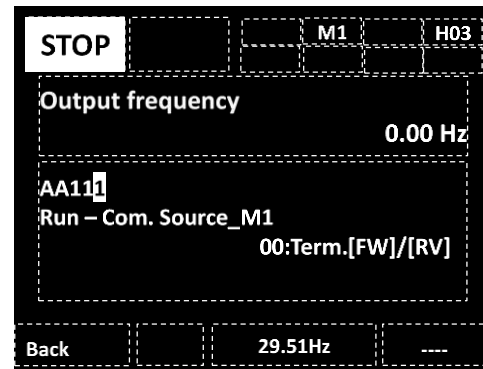 STOP M1 H03
Output frequency
0.00 Hz
AA111
Run – Com. Source_M1
00:Term.[FW]/[RV]
Back 29.51Hz ----